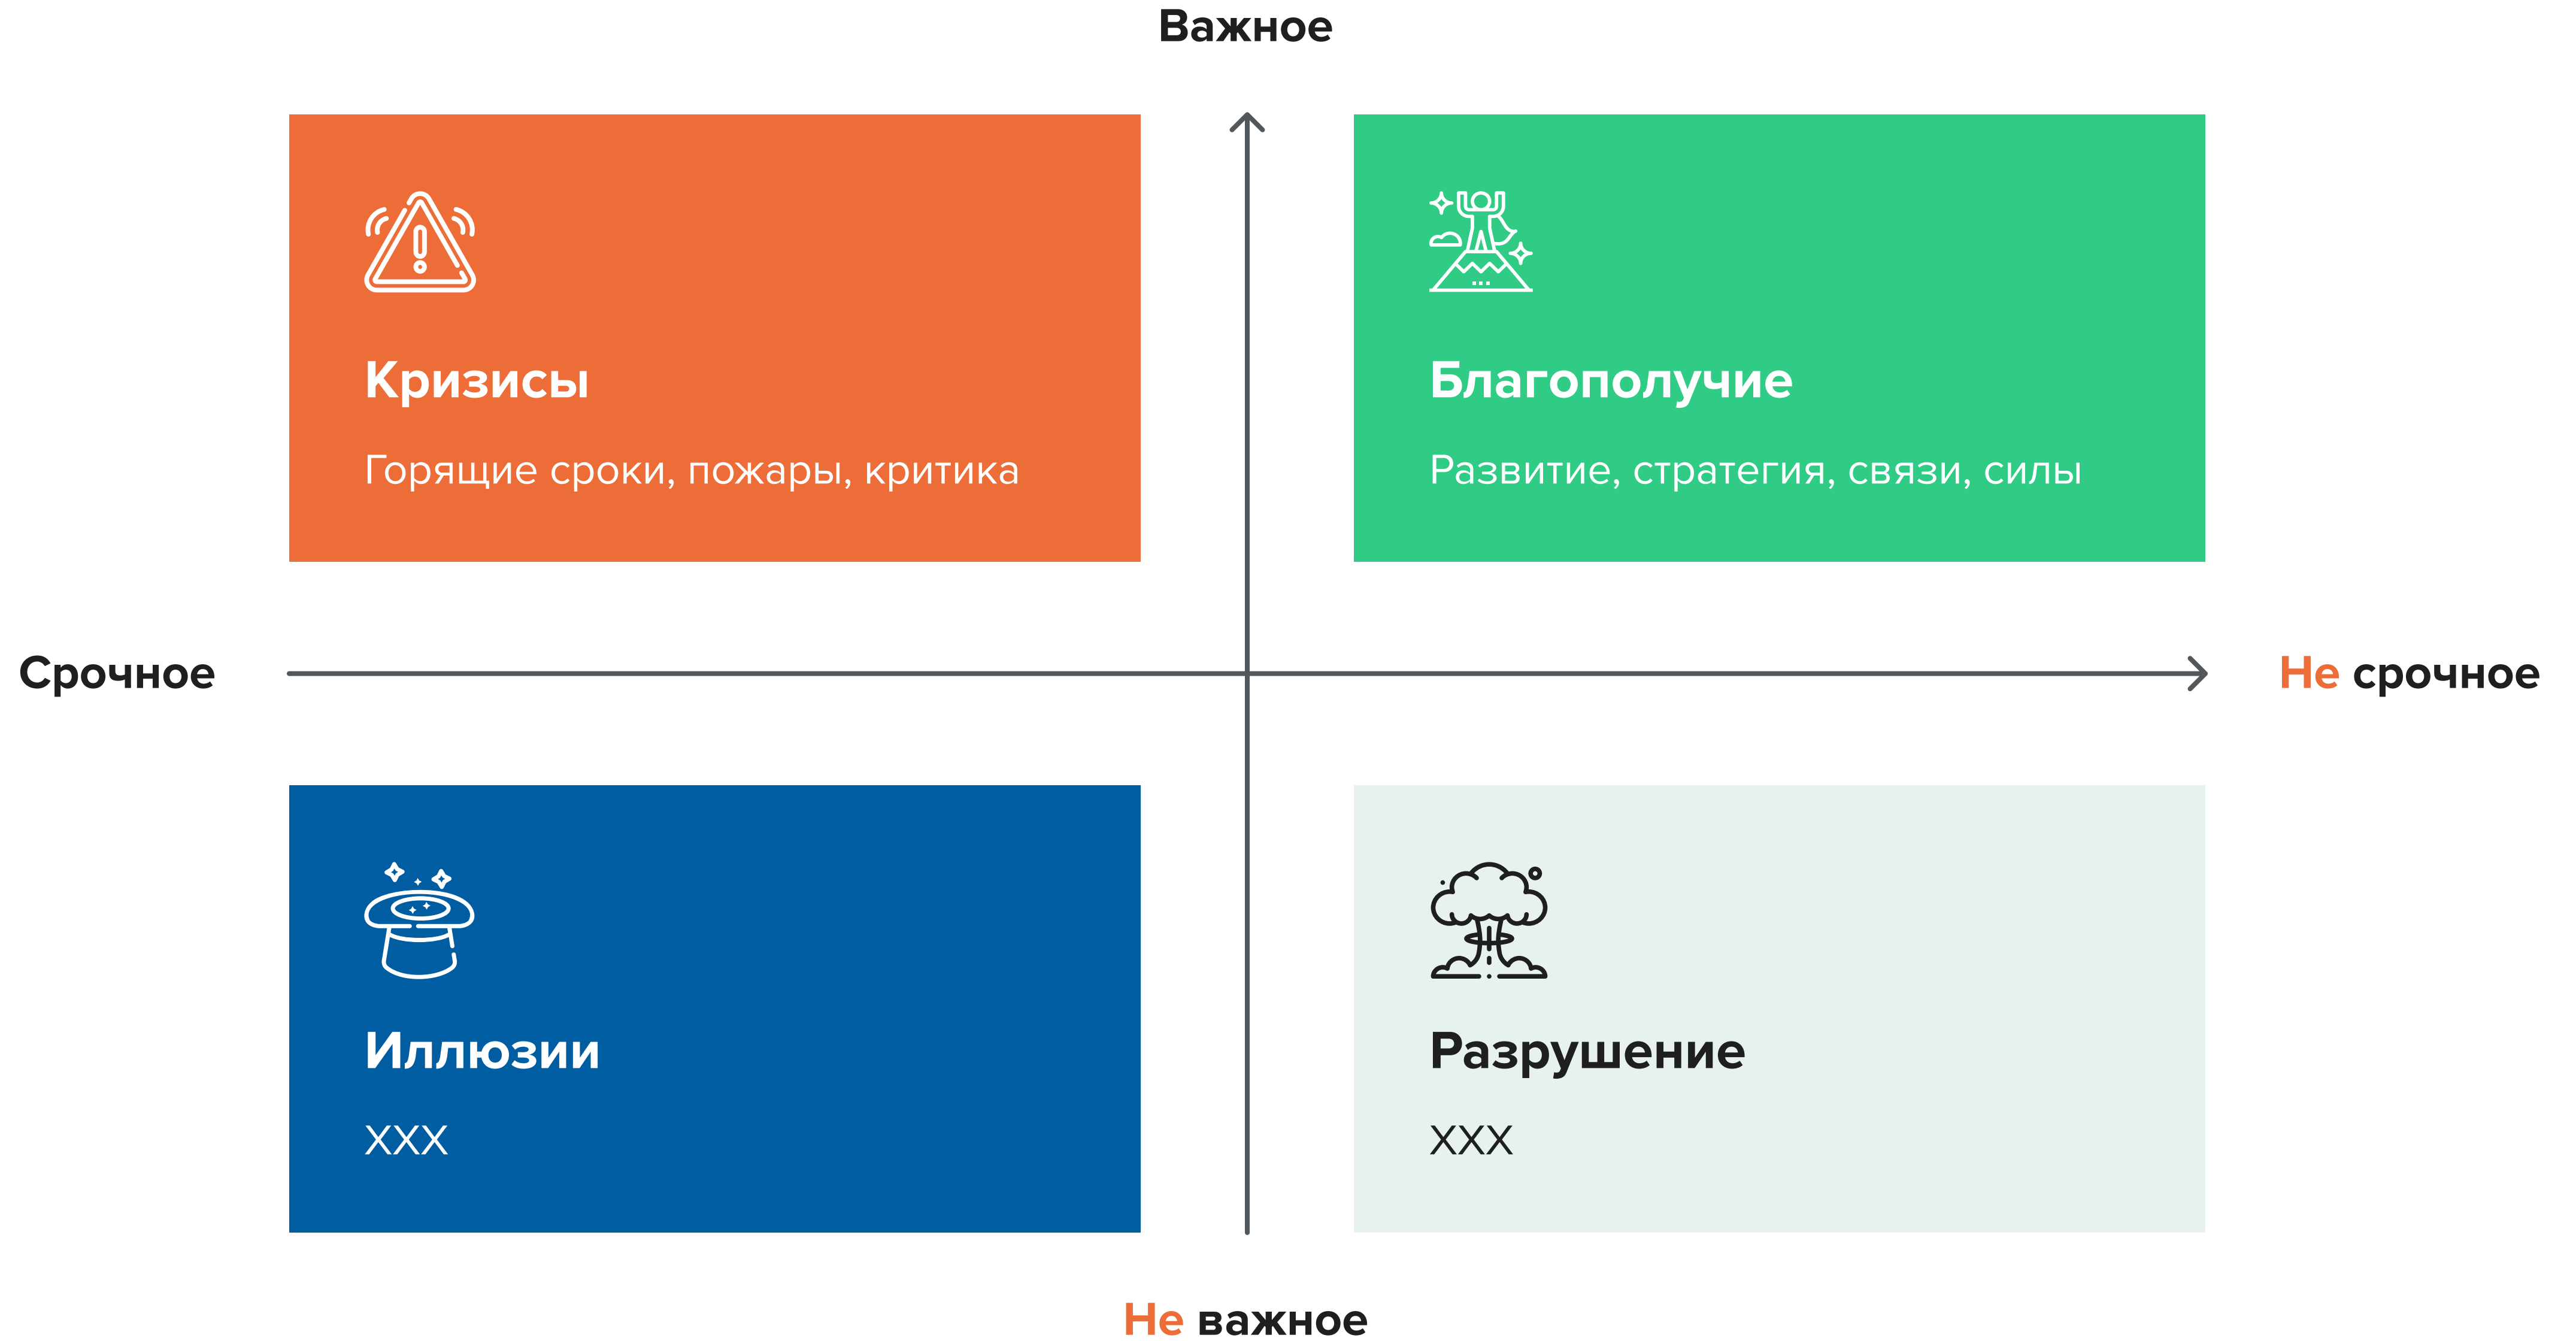 Важное
Кризисы
Горящие сроки, пожары, критика
Благополучие
Развитие, стратегия, связи, силы
Срочное
Не срочное
Иллюзии
XXX
Разрушение
XXX
Не важное